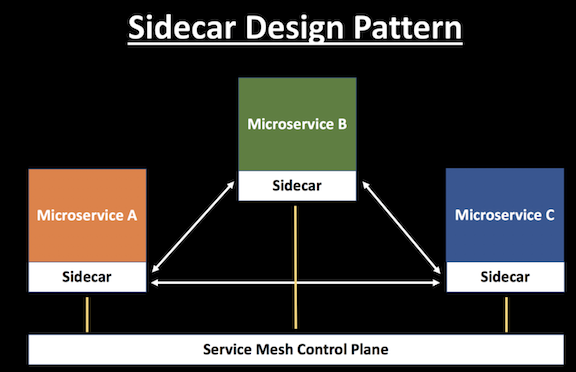 Sidecar Design Pattern
Microservice B
Sidecar
Microservice A
Sidecar
Microservice C
Sidecar
Service Mesh Control Plane